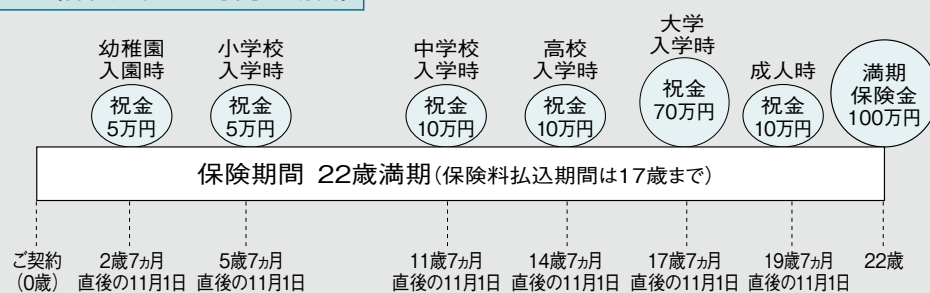 幼稚園
入園時
祝金
5万円
小学校
入学時
祝金
5万円
中学校
入学時
祝金
10万円
高校
入学時
祝金
10万円
大学
入学時
祝金
70万円
成人時
祝金
10万円
満期
保険金
100万円
保険期間 22歳満期(保険料払込期間は17歳まで)
ご契約
(0歳)
2歳7ヵ月
直後の11月1日
5歳7ヵ月
直後の11月1日
11歳7ヵ月
直後の11月1日
14歳7ヵ月
直後の11月1日
17歳7ヵ月
直後の11月1日
19歳7ヵ月
直後の11月1日
22歳